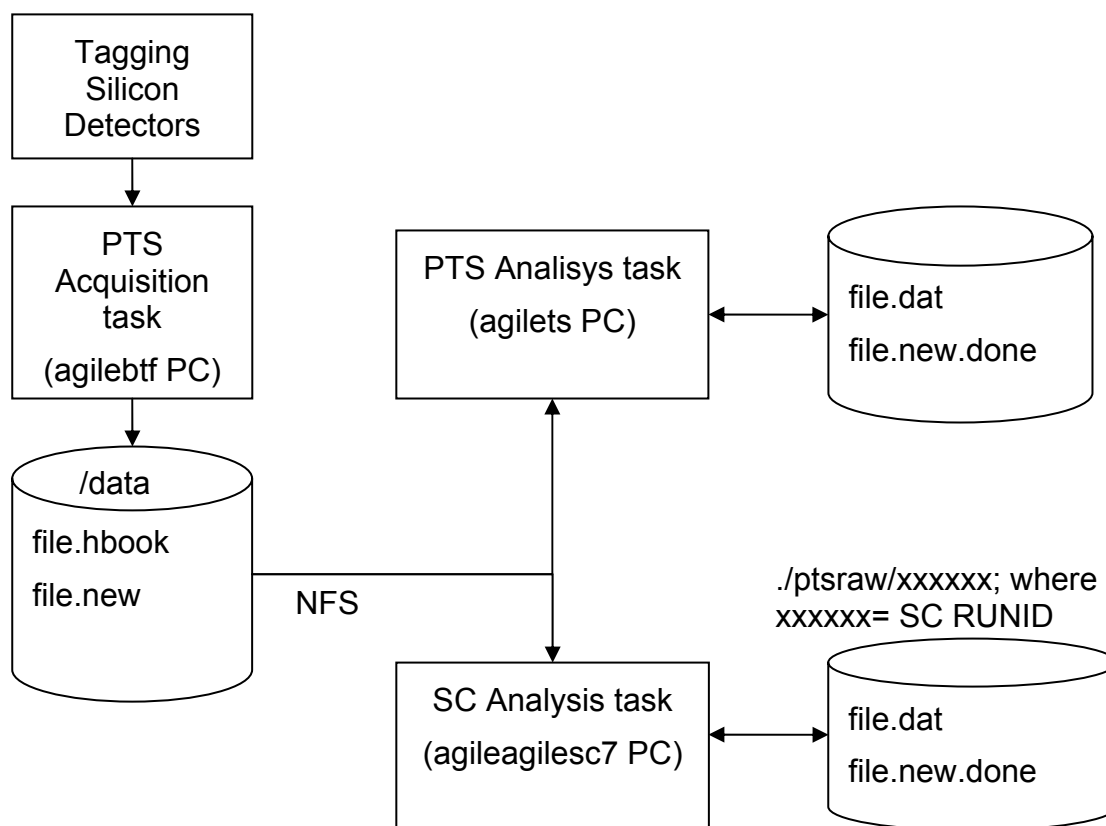 Tagging
Silicon
Detectors
PTS
Acquisition
task
(agilebtf PC)
/data
file.hbook
file.new
NFS
PTS Analisys task
(agilets PC)
file.dat
file.new.done
SC Analysis task
(agileagilesc7 PC)
./ptsraw/xxxxxx; where
xxxxxx= SC RUNID
file.dat
file.new.done